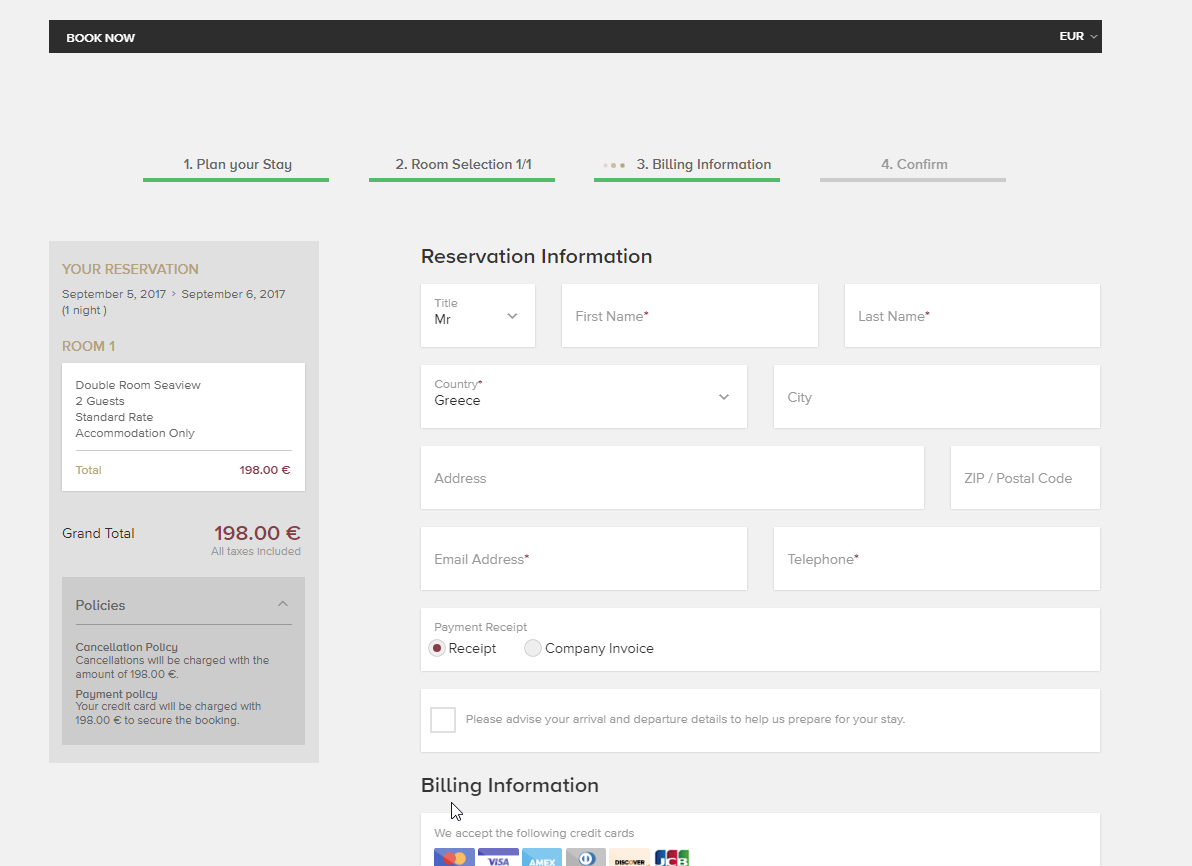 BOOK NOW
EUR
1. Plan your Stay
2. Room Selection 1/1
3. Billing Information
4. Confirm
YOUR RESERVATION
September 5, 2017 › September 6, 2017
(1 night )
ROOM 1
Double Room Seaview
2 Guests
Standard Rate
Accommodation Only
Total 198.00 €
Grand Total 198.00 €
All taxes included
Policies
Cancellation Policy
Cancellations will be charged with the
amount of 198.00 €.
Payment policy
Your credit card will be charged with
198.00 € to secure the booking.
Reservation Information
Title
Mr
First Name*
Last Name*
Country*
Greece
City
Address
ZIP / Postal Code
Email Address*
Telephone*
Payment Receipt
Receipt
Company Invoice
Please advise your arrival and departure details to help us prepare for your stay.
Billing Information
We accept the following credit cards
VISA
AMEX
DISCOVER
JCB